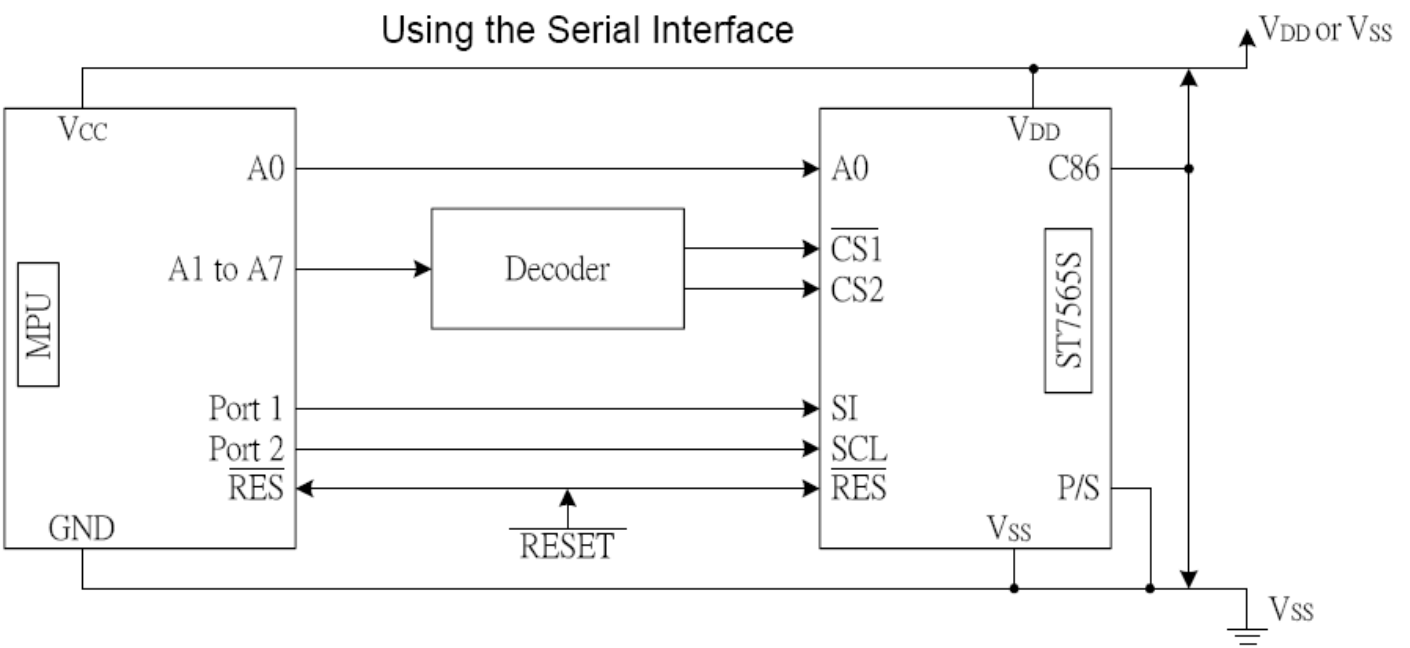 Using the Serial Interface
VDD or VSS
VCC
VDD
A0
A0
C86
CS1
A1 to A7
Decoder
CS2
MPU
ST7565S
Port 1
SI
Port 2
SCL
RES
RES
P/S
GND
RESET
VSS
VSS